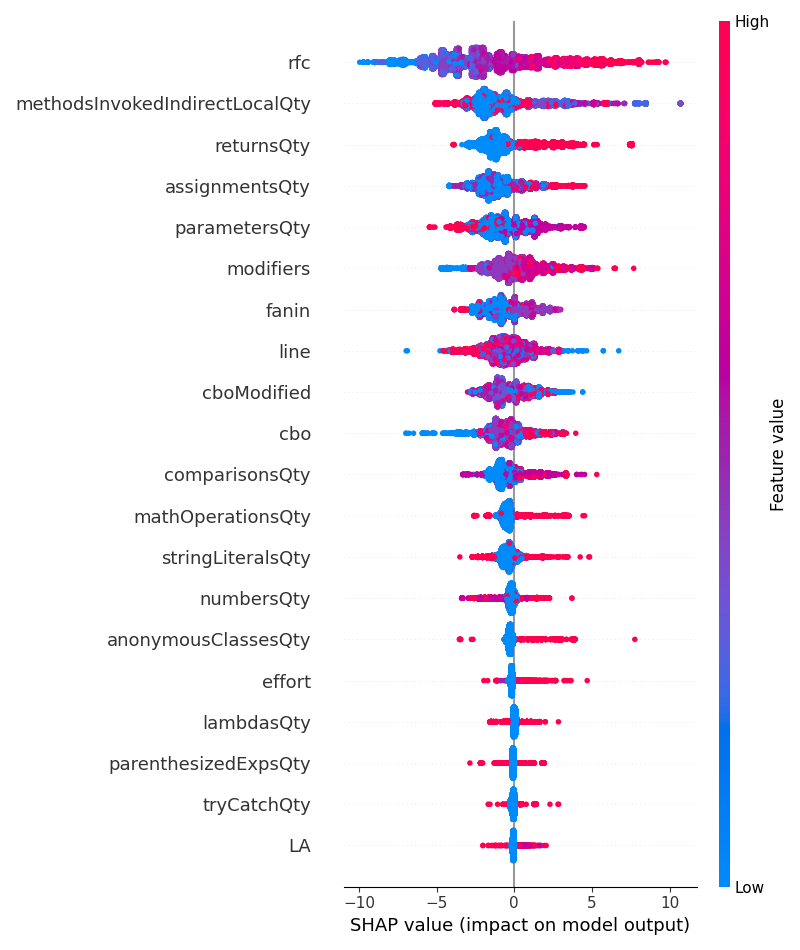 High
rfc
methodsInvokedIndirectLocalQty
returnsQty
assignmentsQty
parametersQty
modifiers
fanin
line
cboModified
cbo
comparisonsQty
mathOperationsQty
stringLiteralsQty
numbersQty
anonymousClassesQty
effort
lambdasQty
parenthesizedExpsQty
tryCatchQty
LA
Feature value
Low
−10 −5 0 5 10
SHAP value (impact on model output)